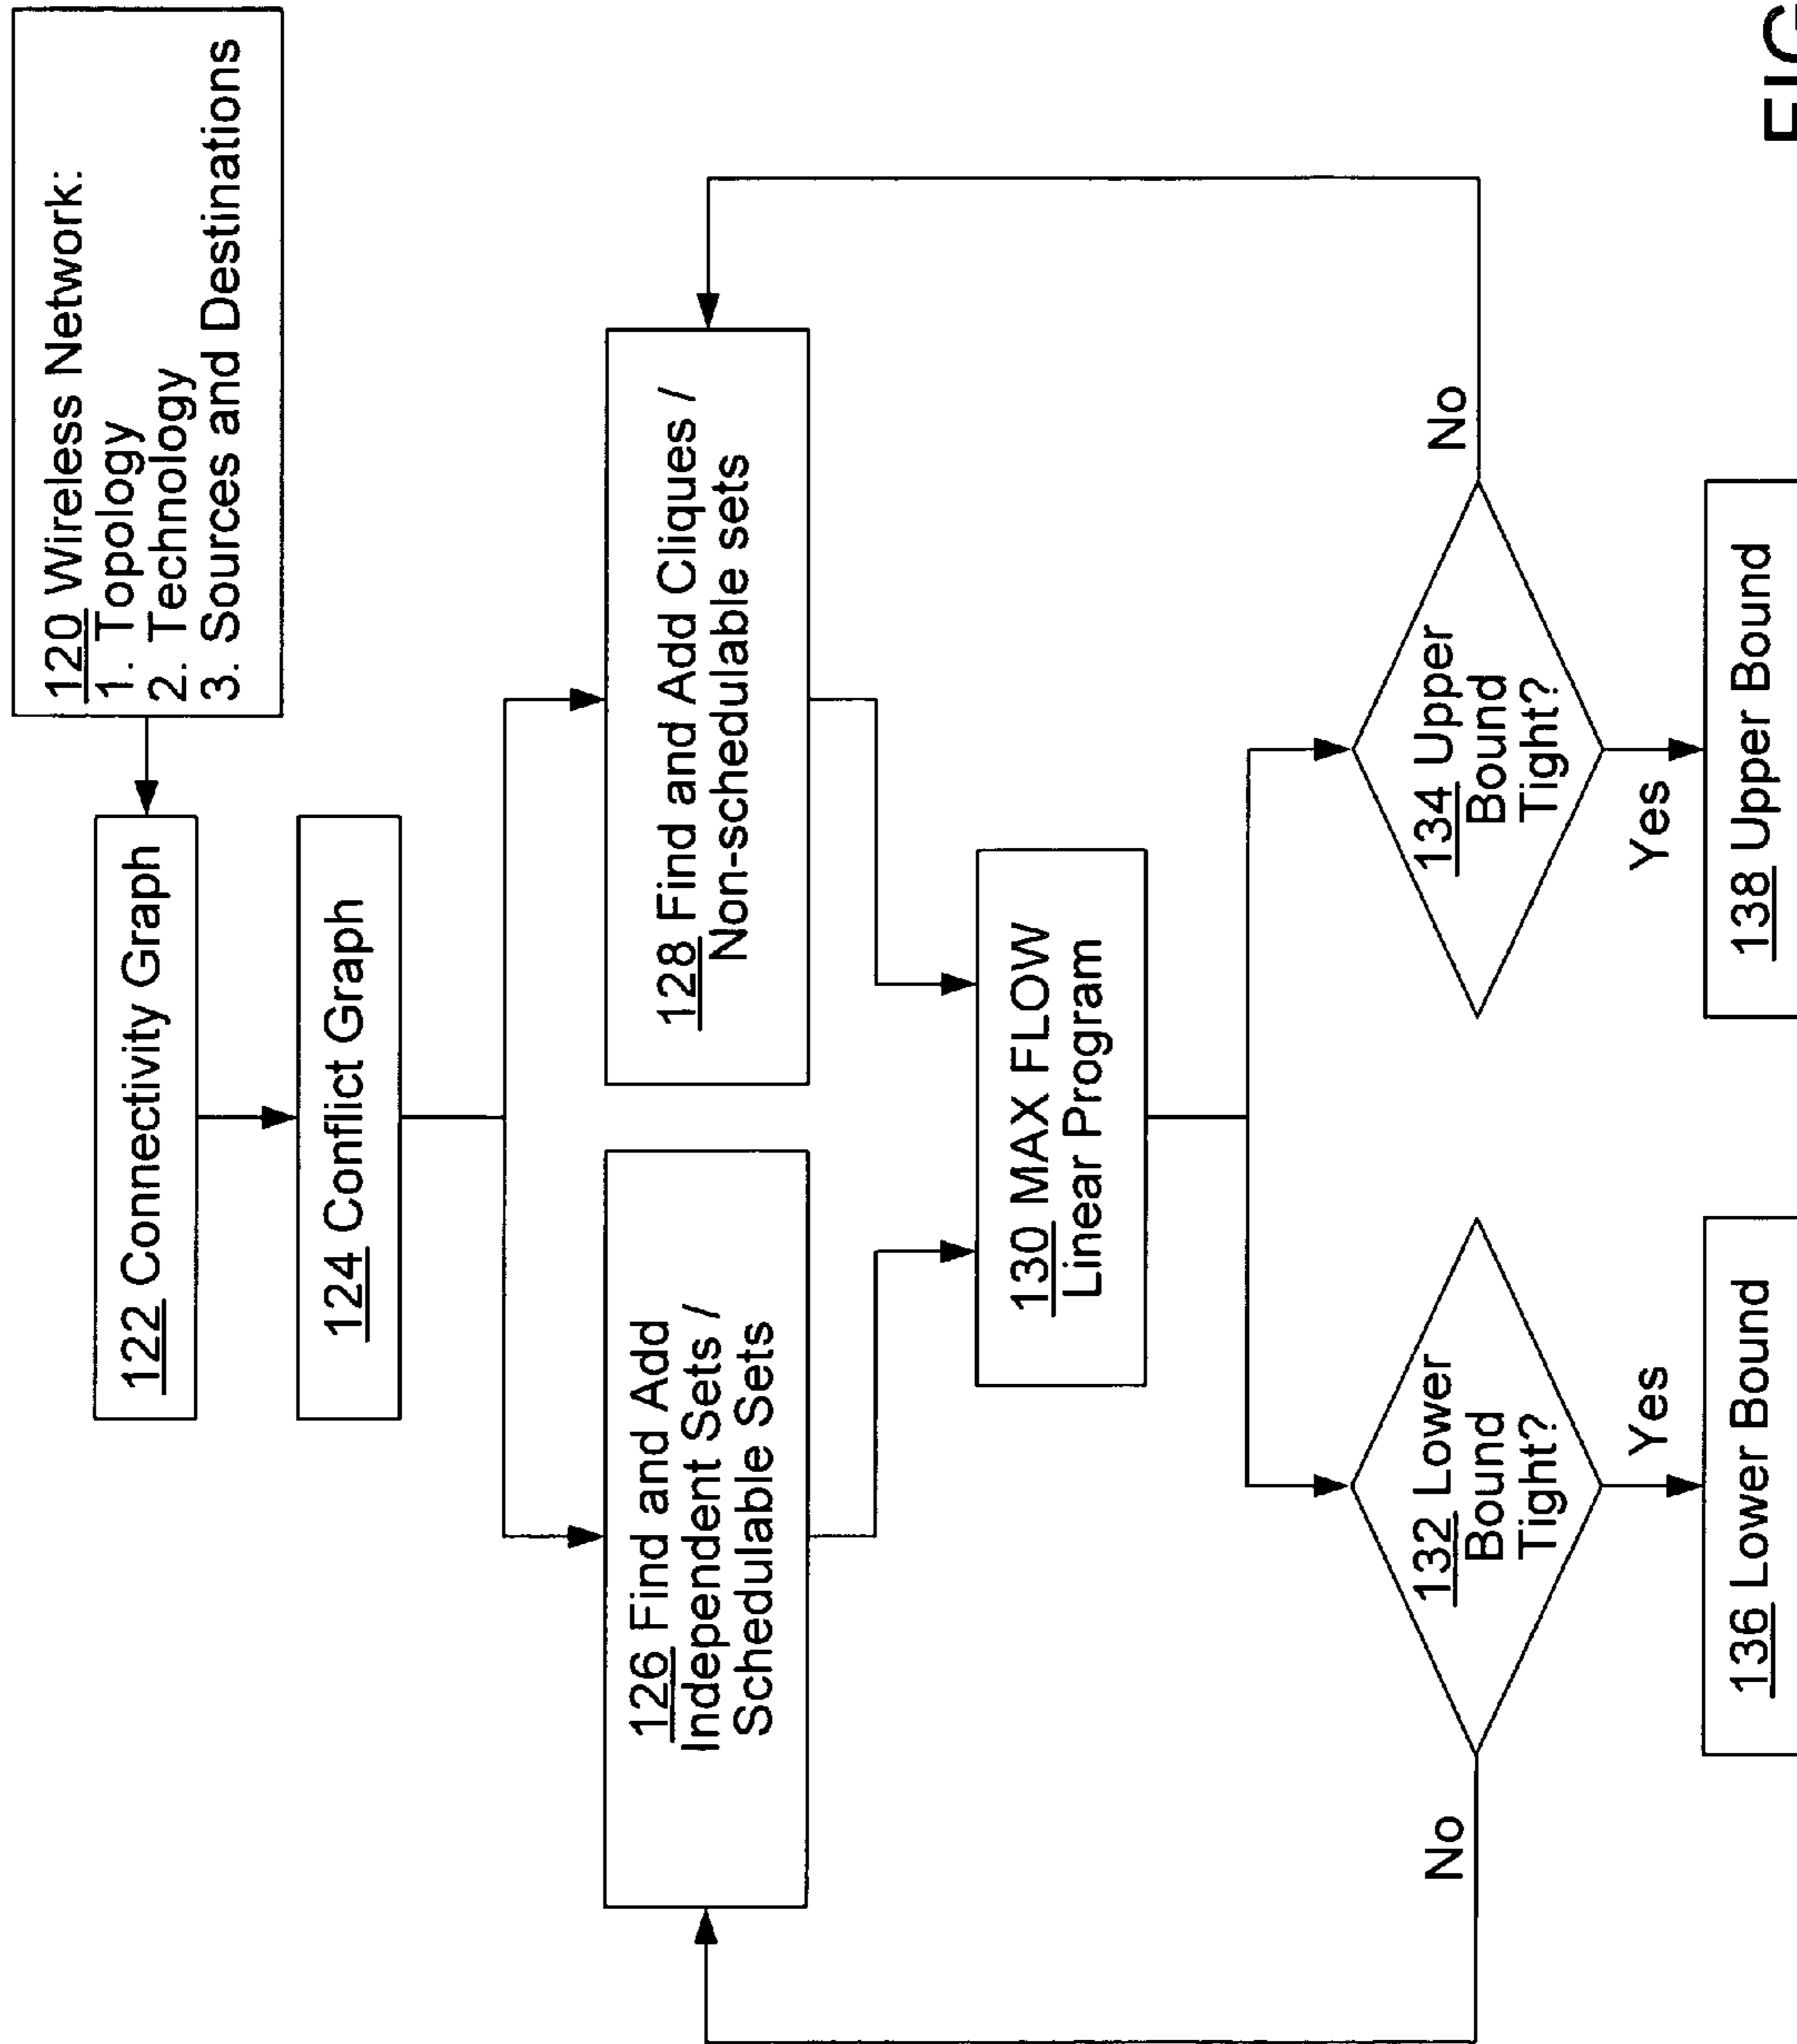 120 Wireless Network:
1. Topology
2. Technology
3. Sources and Destinations
122 Connectivity Graph
124 Conflict Graph
126 Find and Add
Independent Sets /
Schedulable Sets
128 Find and Add Cliques /
Non-schedulable sets
130 MAX FLOW
Linear Program
132 Lower
Bound
Tight?
134 Upper
Bound
Tight?
No
No
Yes
Yes
136 Lower Bound
138 Upper Bound